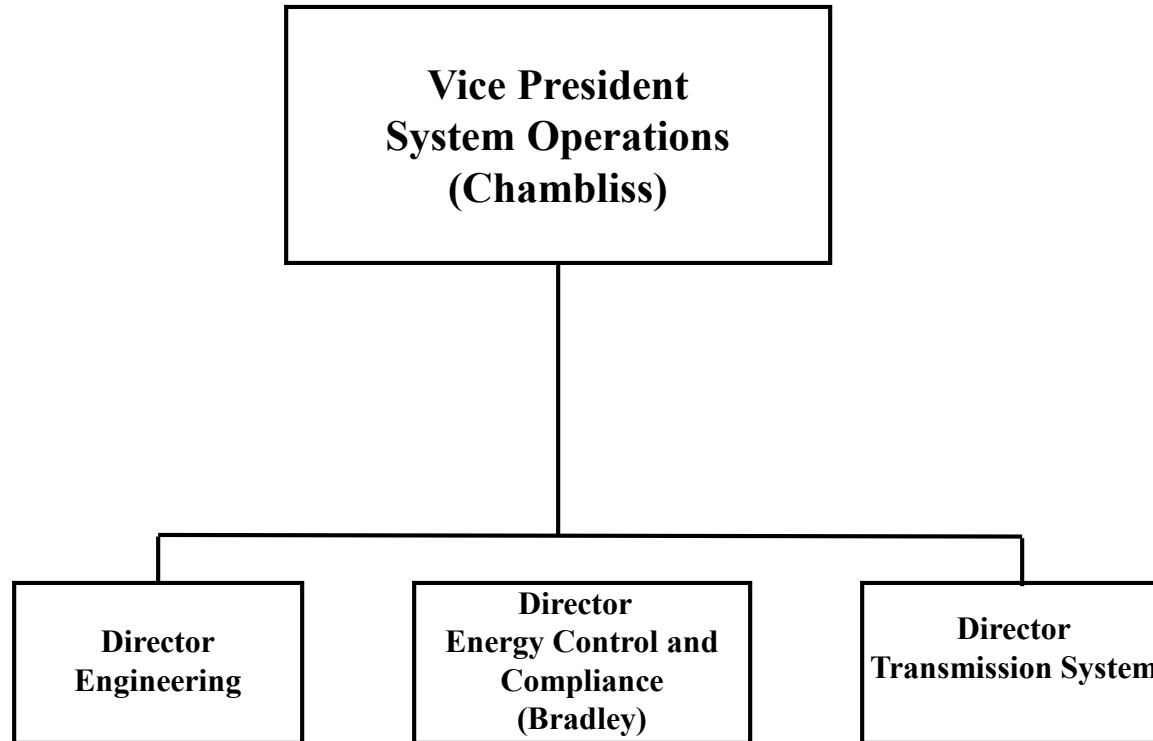 Vice President
System Operations
(Chambliss)
Director
Engineering
Director
Energy Control and
Compliance
(Bradley)
Director
Transmission System